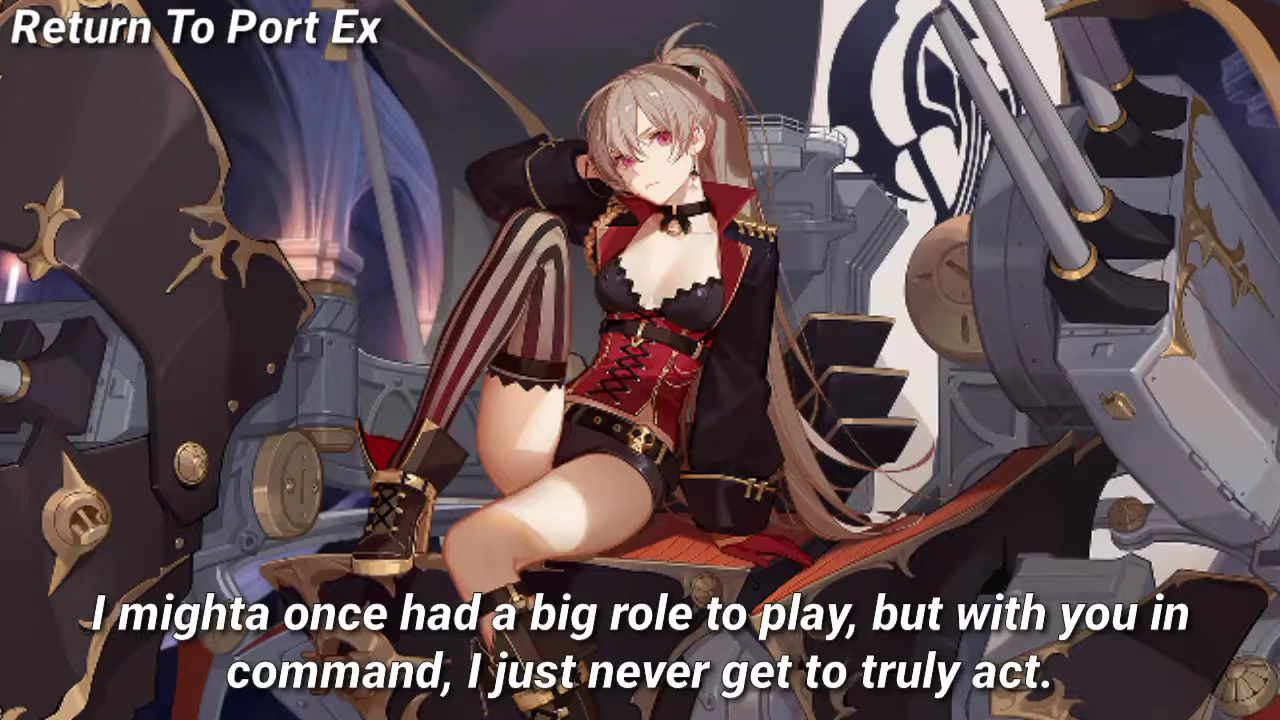 Return To Port Ex
I mighta once had a big role to play, but with you in
command, I just never get to truly act.